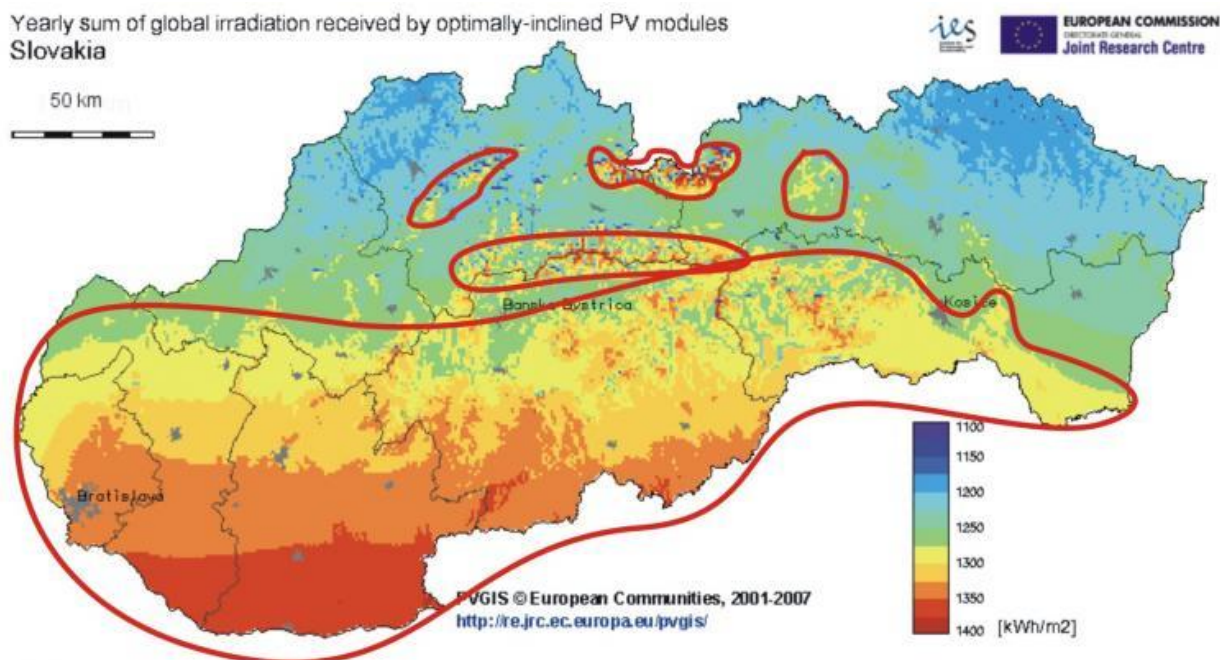 Yearly sum of global irradiation received by optimally-inclined PV modules
Slovakia
ies
EUROPEAN COMMISSION
DIRECTORATE GENERAL
Joint Research Centre
50 km
Banska Bystrica
Kosice
Bratislava
1100
1150
1200
1250
1300
1350
1400
[kWh/m2]
PVGIS © European Communities, 2001-2007
http://re.jrc.ec.europa.eu/pvgis/